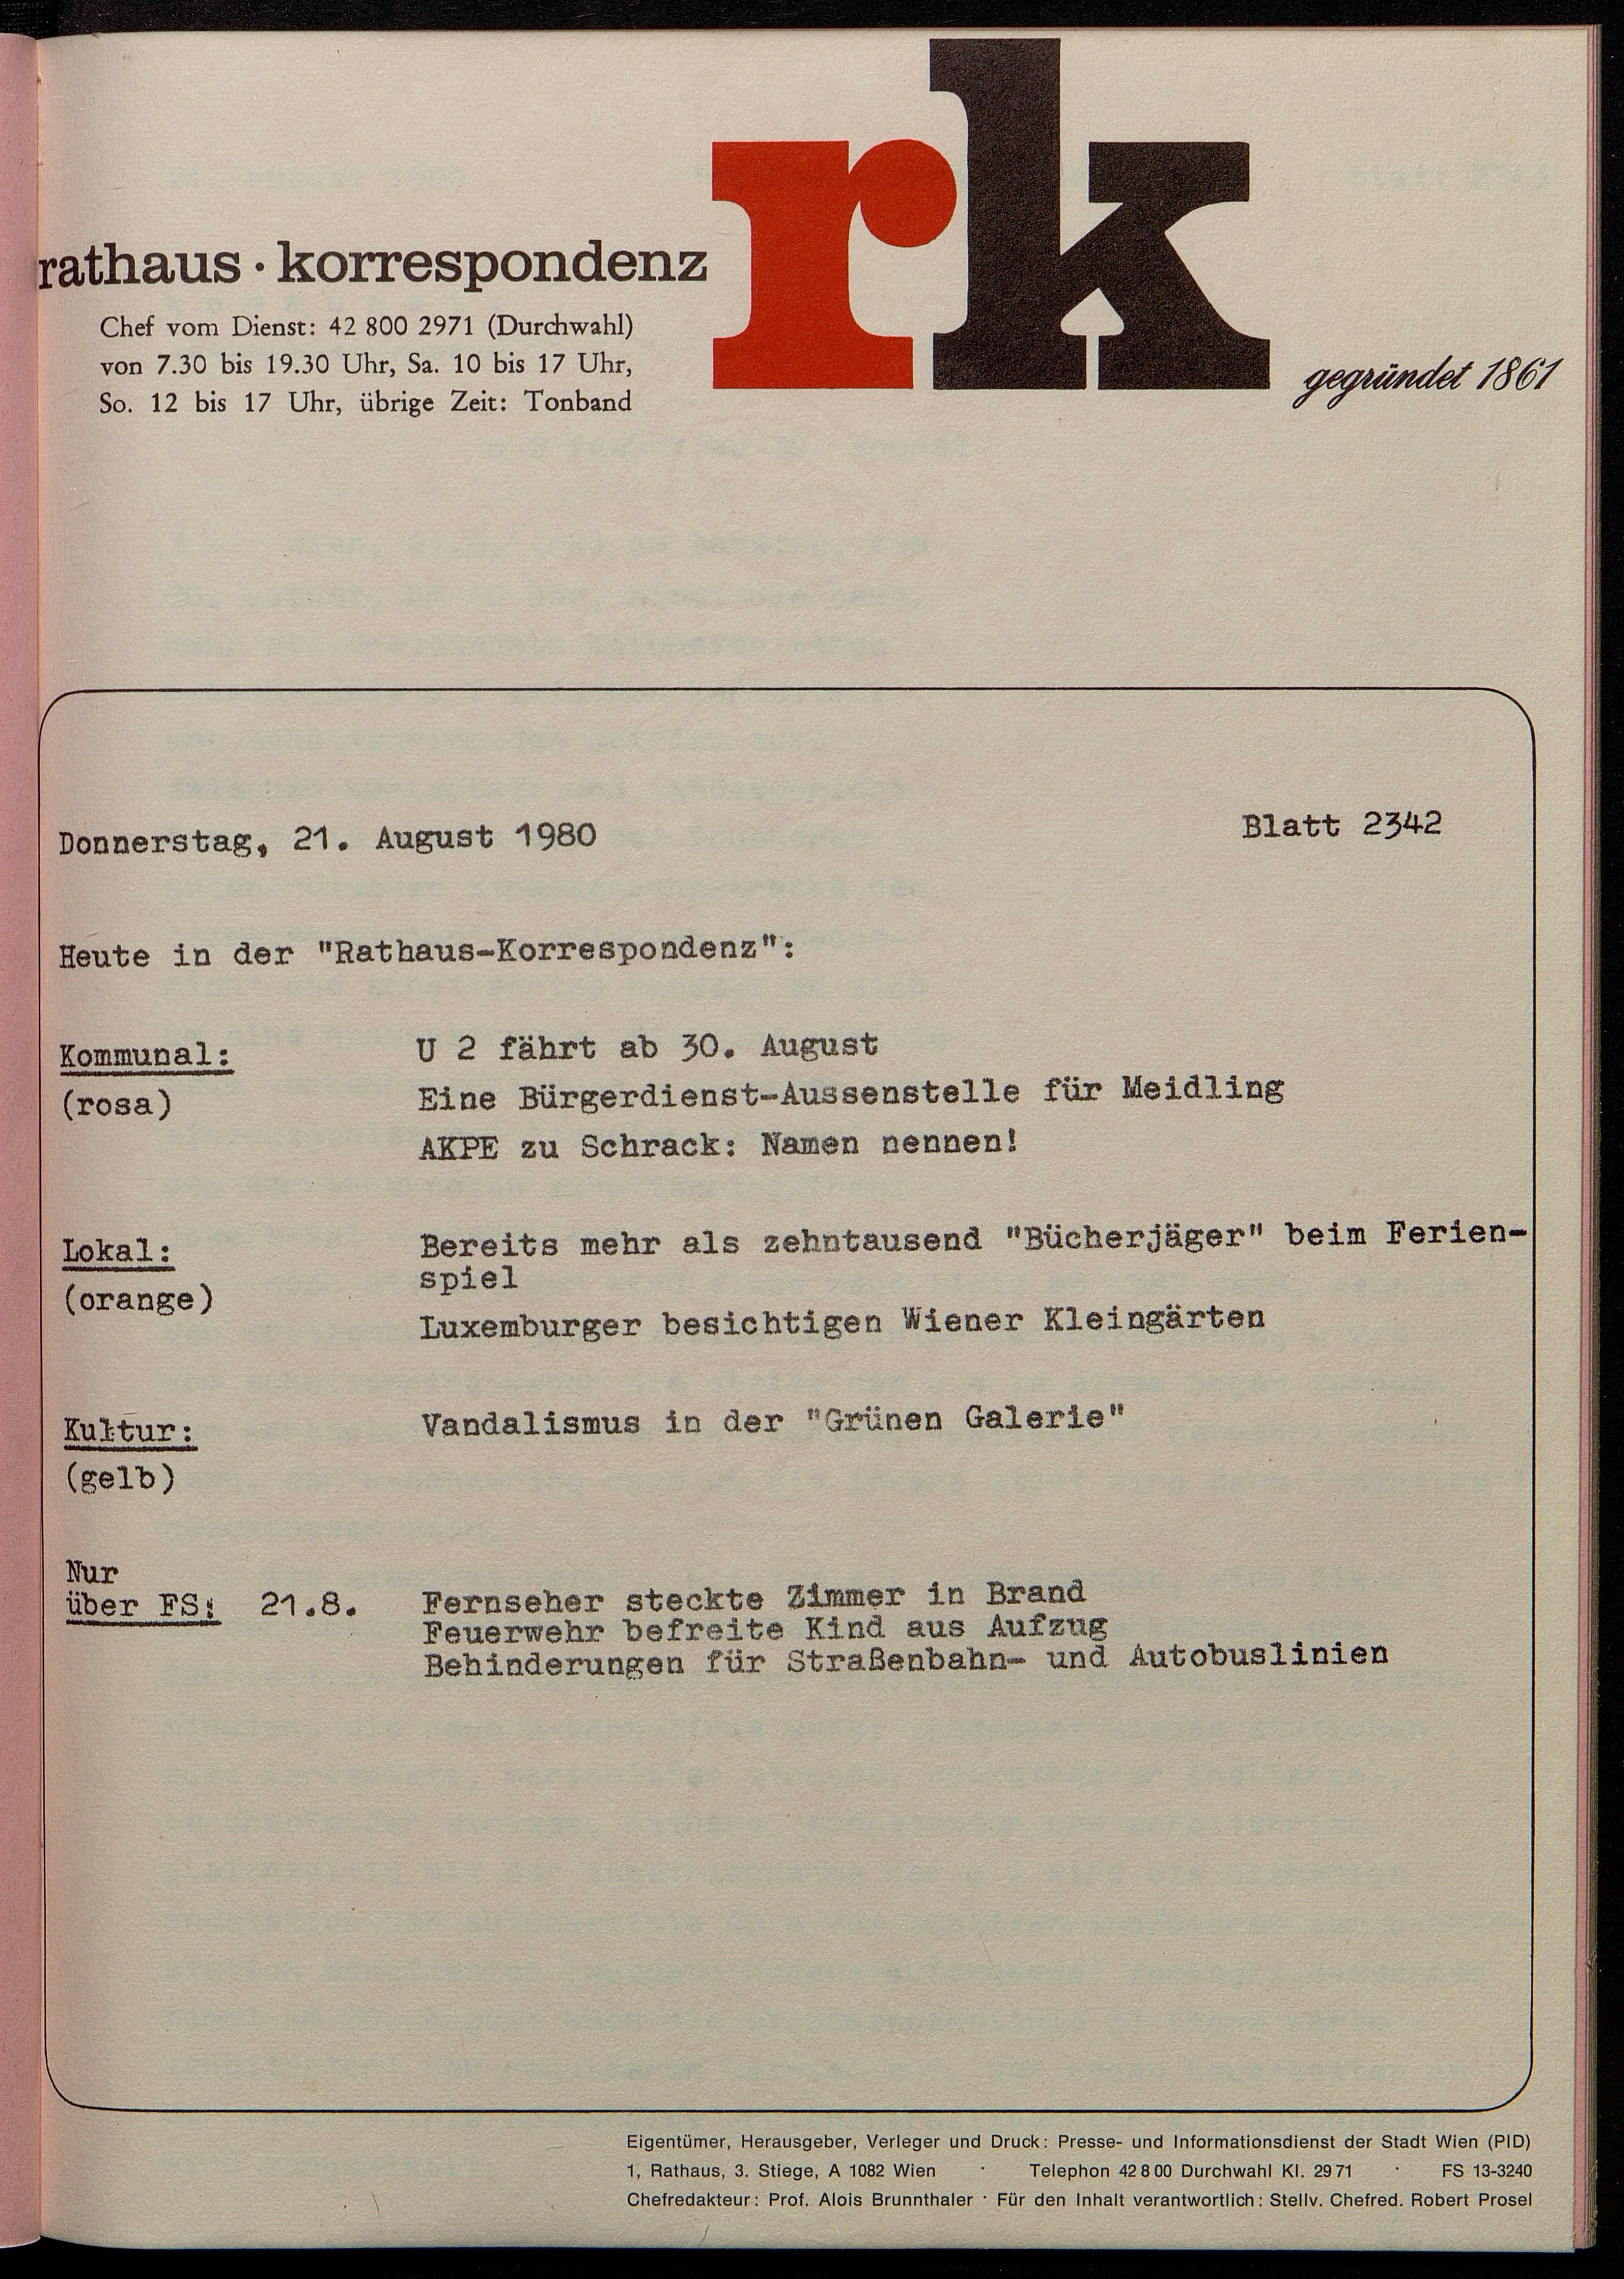 rk
rathaus · korrespondenz
Chef vom Dienst: 42 800 2971 (Durchwahl)
von 7.30 bis 19.30 Uhr, Sa. 10 bis 17 Uhr,
So. 12 bis 17 Uhr, übrige Zeit: Tonband
gegründet 1861
Donnerstag, 21. August 1980 Blatt 2342
Heute in der "Rathaus-Korrespondenz":
Kommunal: U 2 fährt ab 30. August
(rosa) Eine Bürgerdienst-Aussenstelle für Meidling
AKPE zu Schrack: Namen nennen!
Lokal: Bereits mehr als zehntausend "Bücherjäger" beim Ferien-
spiel
(orange)
Luxemburger besichtigen Wiener Kleingärten
Kultur: Vandalismus in der "Grünen Galerie"
(gelb)
Nur
über FS: 21.8. Fernseher steckte Zimmer in Brand
Feuerwehr befreite Kind aus Aufzug
Behinderungen für Straßenbahn- und Autobuslinien
Eigentümer, Herausgeber, Verleger und Druck: Presse- und Informationsdienst der Stadt Wien (PID)
1, Rathaus, 3. Stiege, A 1082 Wien · Telephon 42 8 00 Durchwahl Kl. 29 71 · FS 13-3240
Chefredakteur: Prof. Alois Brunnthaler · Für den Inhalt verantwortlich: Stellv. Chefred. Robert Prosel